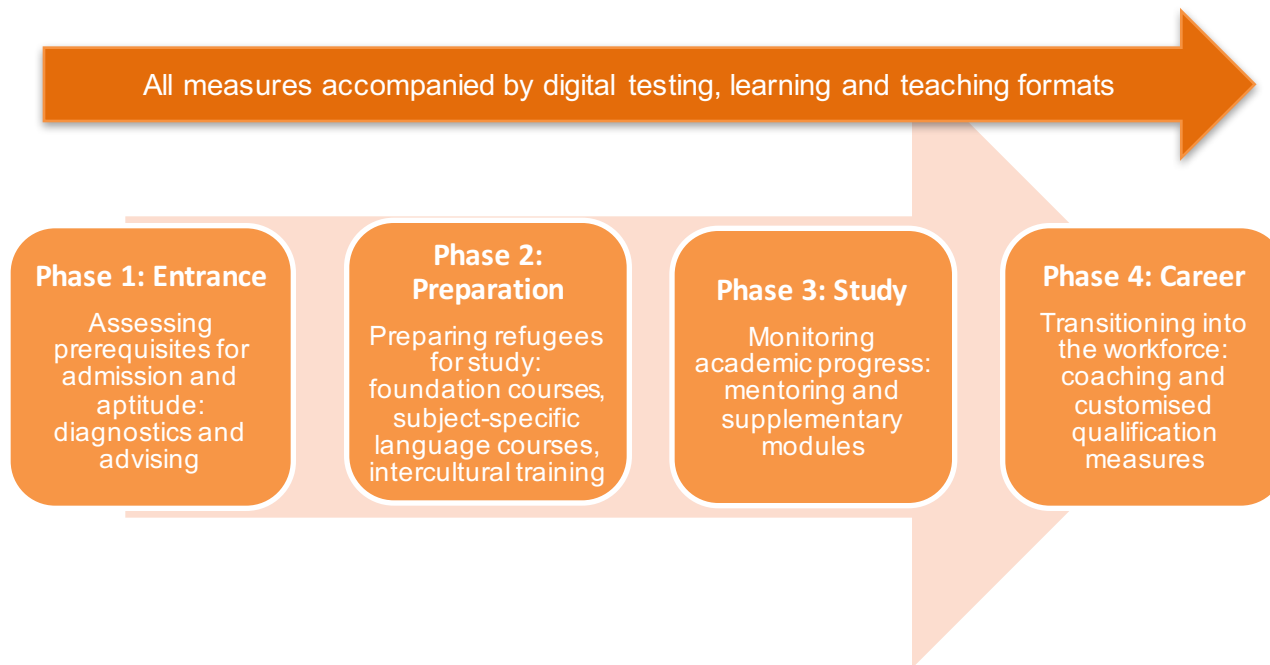 All measures accompanied by digital testing, learning and teaching formats
Phase 1: Entrance
Assessing
prerequisites for
admission and
aptitude:
diagnostics and
advising
Phase 2:
Preparation
Preparing refugees
for study:
foundation courses,
subject-specific
language courses,
intercultural training
Phase 3: Study
Monitoring
academic progress:
mentoring and
supplementary
modules
Phase 4: Career
Transitioning into
the workforce:
coaching and
customised
qualification
measures